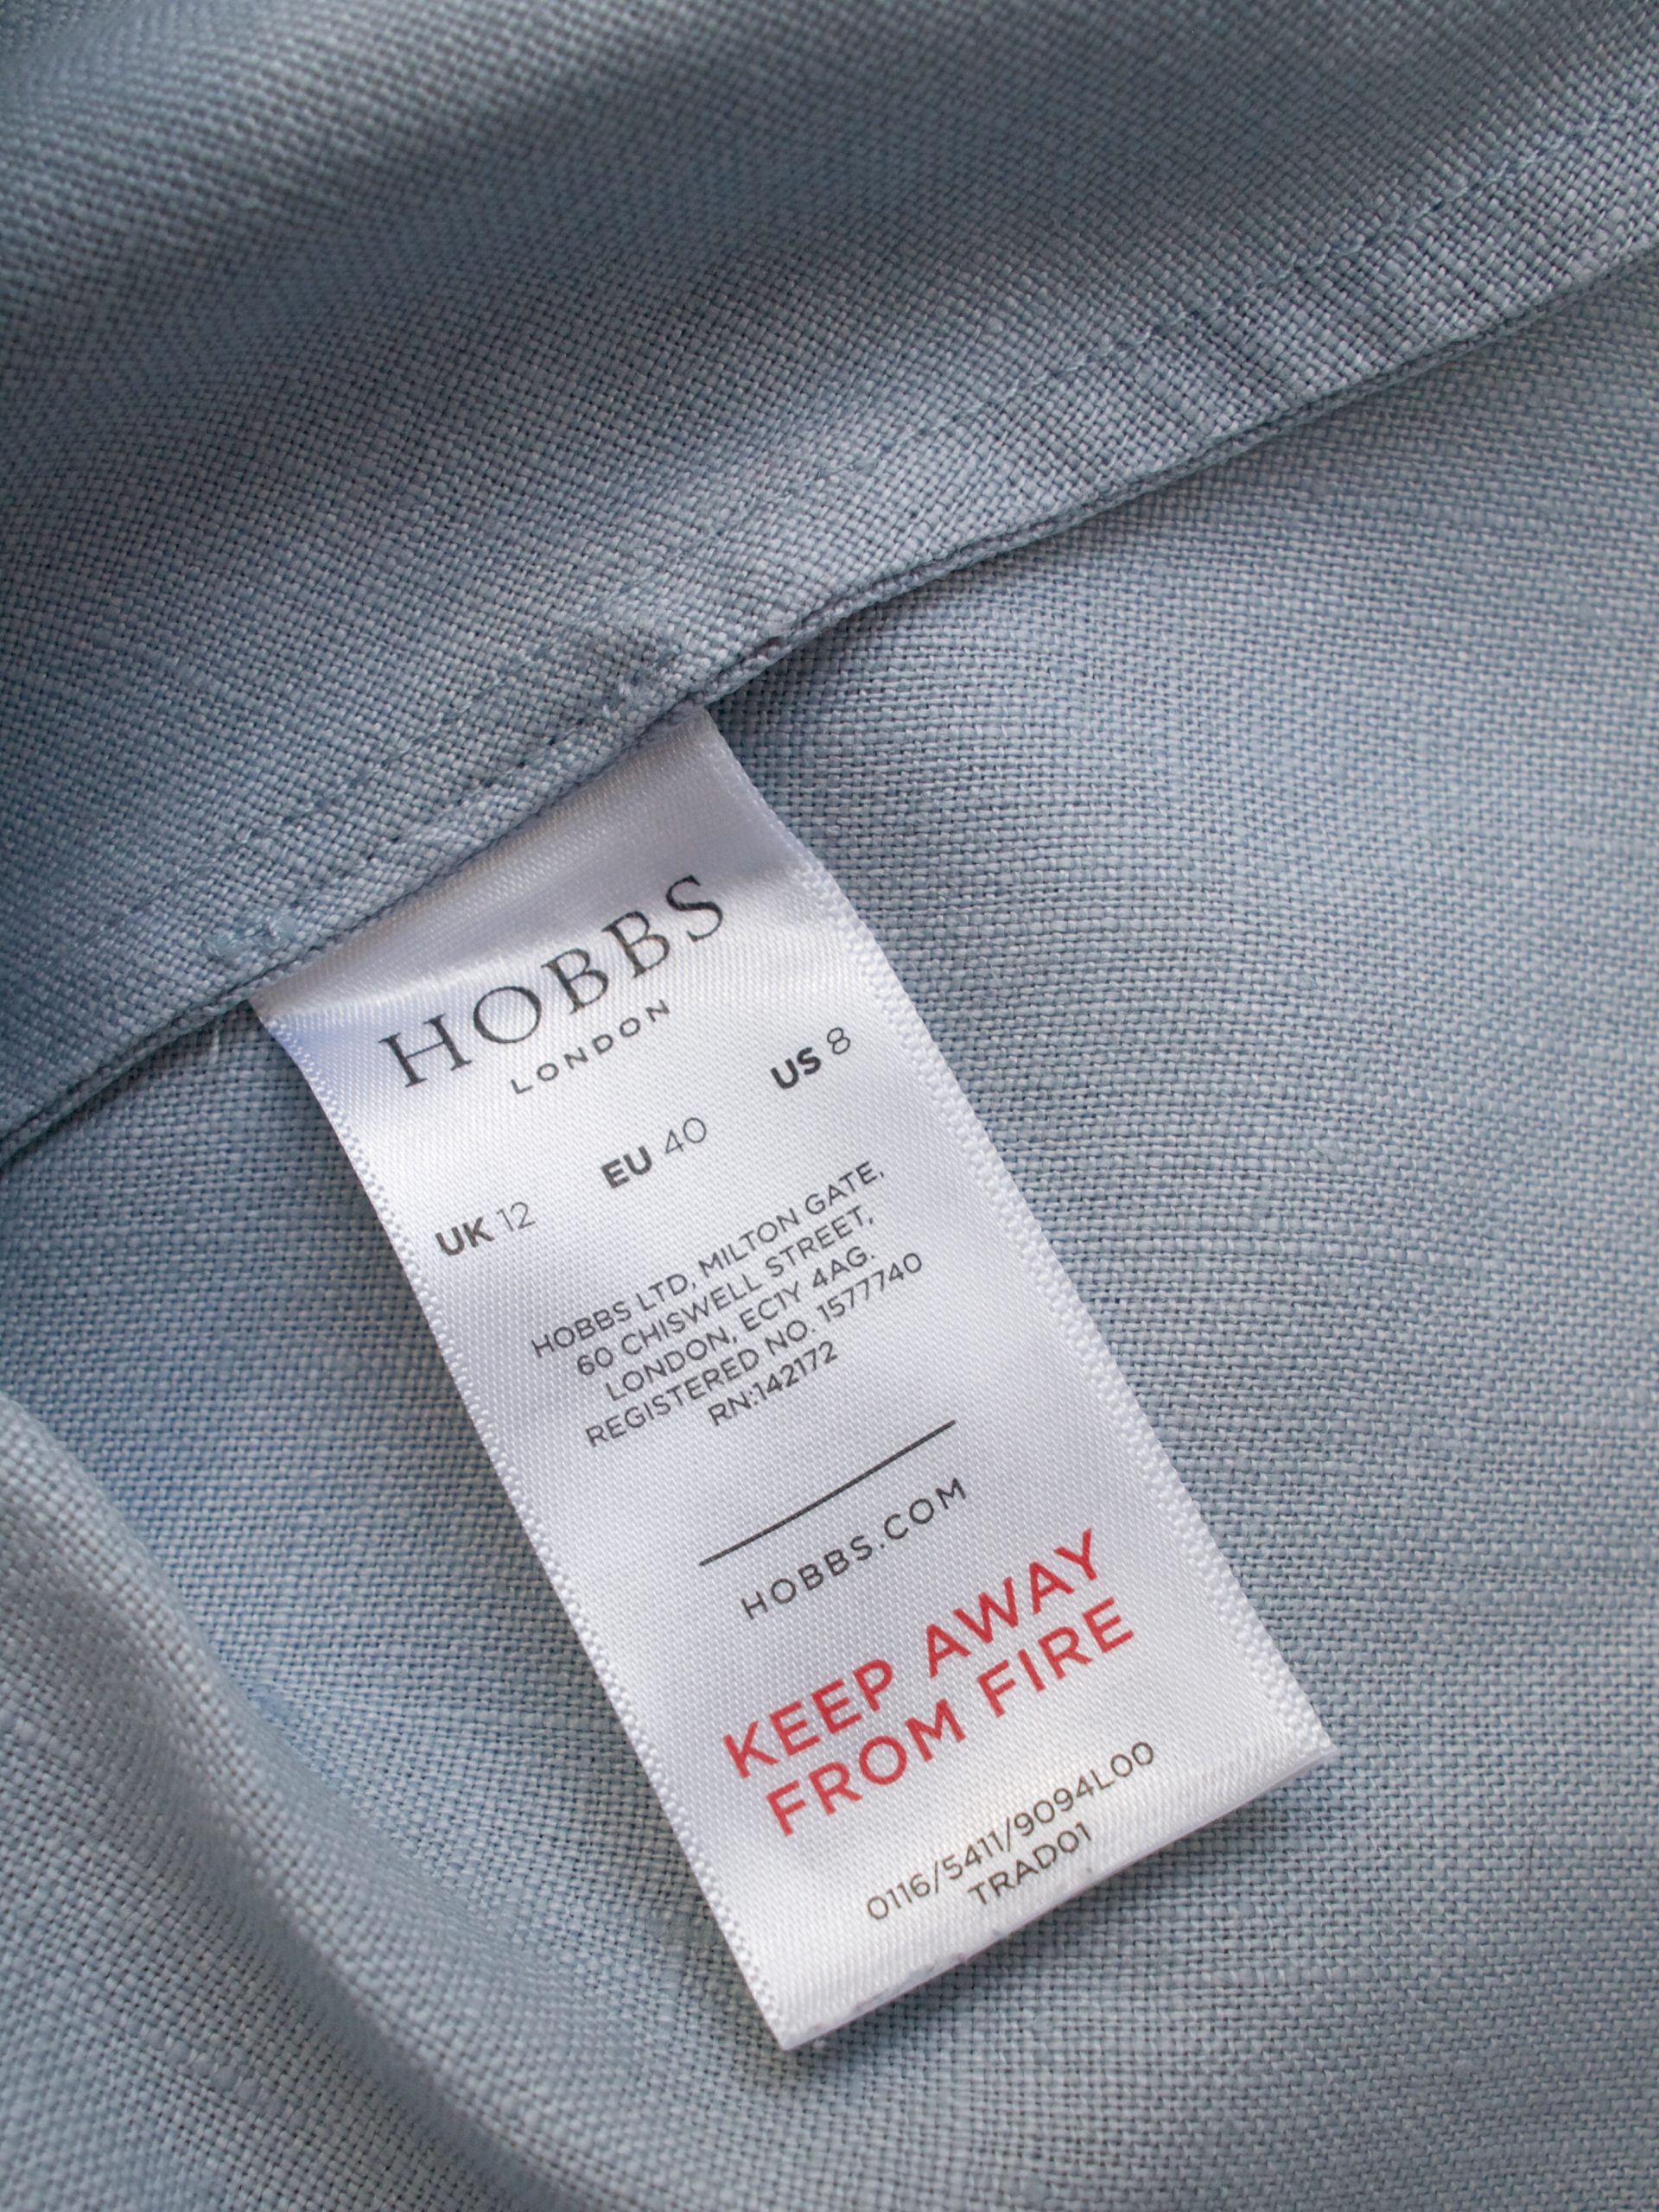 HOBBS
LONDON
UK 12 EU 40 US 8
HOBBS LTD, MILTON GATE,
60 CHISWELL STREET,
LONDON, EC1Y 4AG.
REGISTERED NO. 1577740
RN:142172
HOBBS.COM
KEEP AWAY
FROM FIRE
0116/5411/9094L00
TRAD01